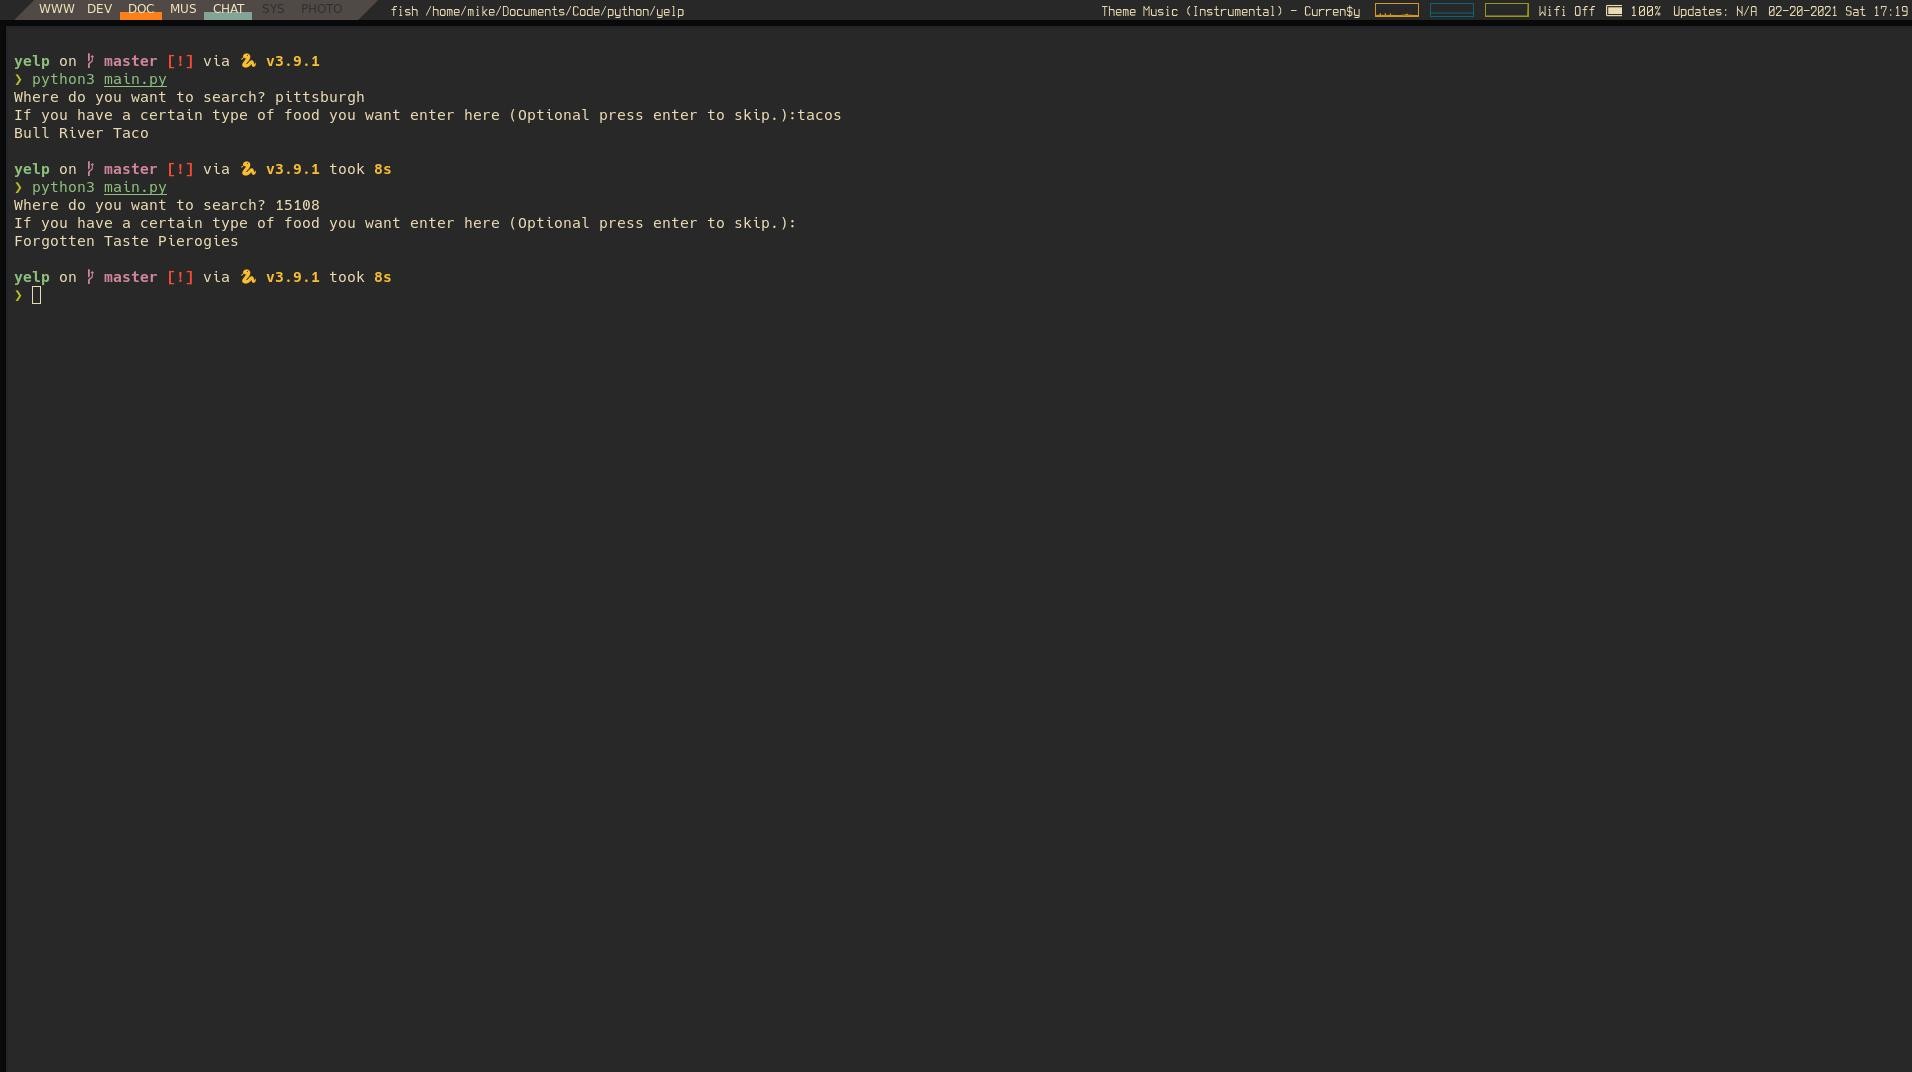 WWW DEV DOC MUS CHAT SYS PHOTO fish /home/mike/Documents/Code/python/yelp Theme Music (Instrumental) - Curren$y Wifi Off 100% Updates: N/A 02-20-2021 Sat 17:19
yelp on master [!] via 🐍 v3.9.1
❯ python3 main.py
Where do you want to search? pittsburgh
If you have a certain type of food you want enter here (Optional press enter to skip.):tacos
Bull River Taco
yelp on master [!] via 🐍 v3.9.1 took 8s
❯ python3 main.py
Where do you want to search? 15108
If you have a certain type of food you want enter here (Optional press enter to skip.):
Forgotten Taste Pierogies
yelp on master [!] via 🐍 v3.9.1 took 8s
❯